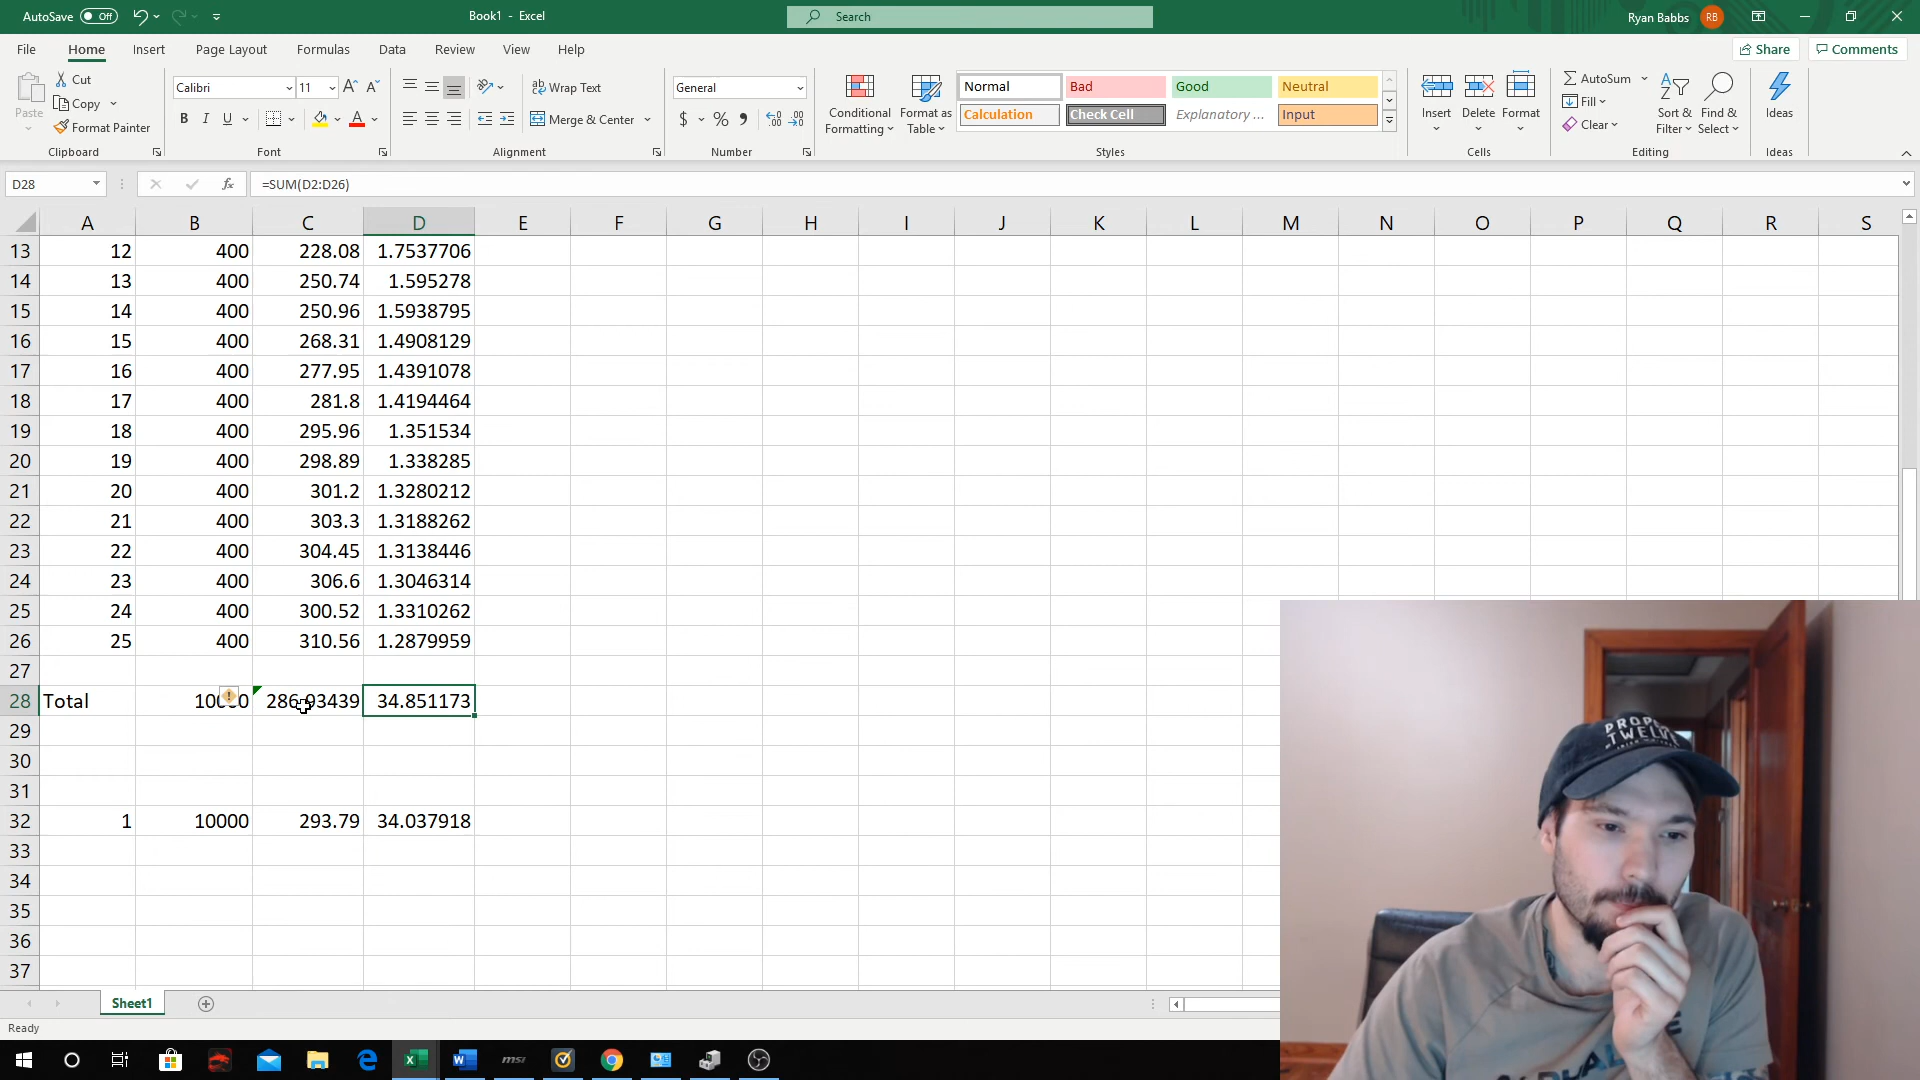 AutoSave Off Book1 - Excel Search Ryan Babbs RB
File Home Insert Page Layout Formulas Data Review View Help Share Comments
Paste Cut Copy Format Painter
Calibri 11 A A B I U A
Wrap Text Merge & Center
General $ %
Conditional Formatting Format as Table
Normal Bad Good Neutral
Calculation Check Cell Explanatory ... Input
Insert Delete Format
AutoSum Fill Clear Sort & Filter Find & Select
Ideas
Clipboard Font Alignment Number Styles Cells Editing Ideas
D28 fx =SUM(D2:D26)
A B C D E F G H I J K L M N O P Q R S
13 12 400 228.08 1.7537706
14 13 400 250.74 1.595278
15 14 400 250.96 1.5938795
16 15 400 268.31 1.4908129
17 16 400 277.95 1.4391078
18 17 400 281.8 1.4194464
19 18 400 295.96 1.351534
20 19 400 298.89 1.338285
21 20 400 301.2 1.3280212
22 21 400 303.3 1.3188262
23 22 400 304.45 1.3138446
24 23 400 306.6 1.3046314
25 24 400 300.52 1.3310262
26 25 400 310.56 1.2879959
27
28 Total 10000 286.93439 34.851173
29
30
31
32 1 10000 293.79 34.037918
33
34
35
36
37
Sheet1
Ready
PROPER
TWELVE
msi